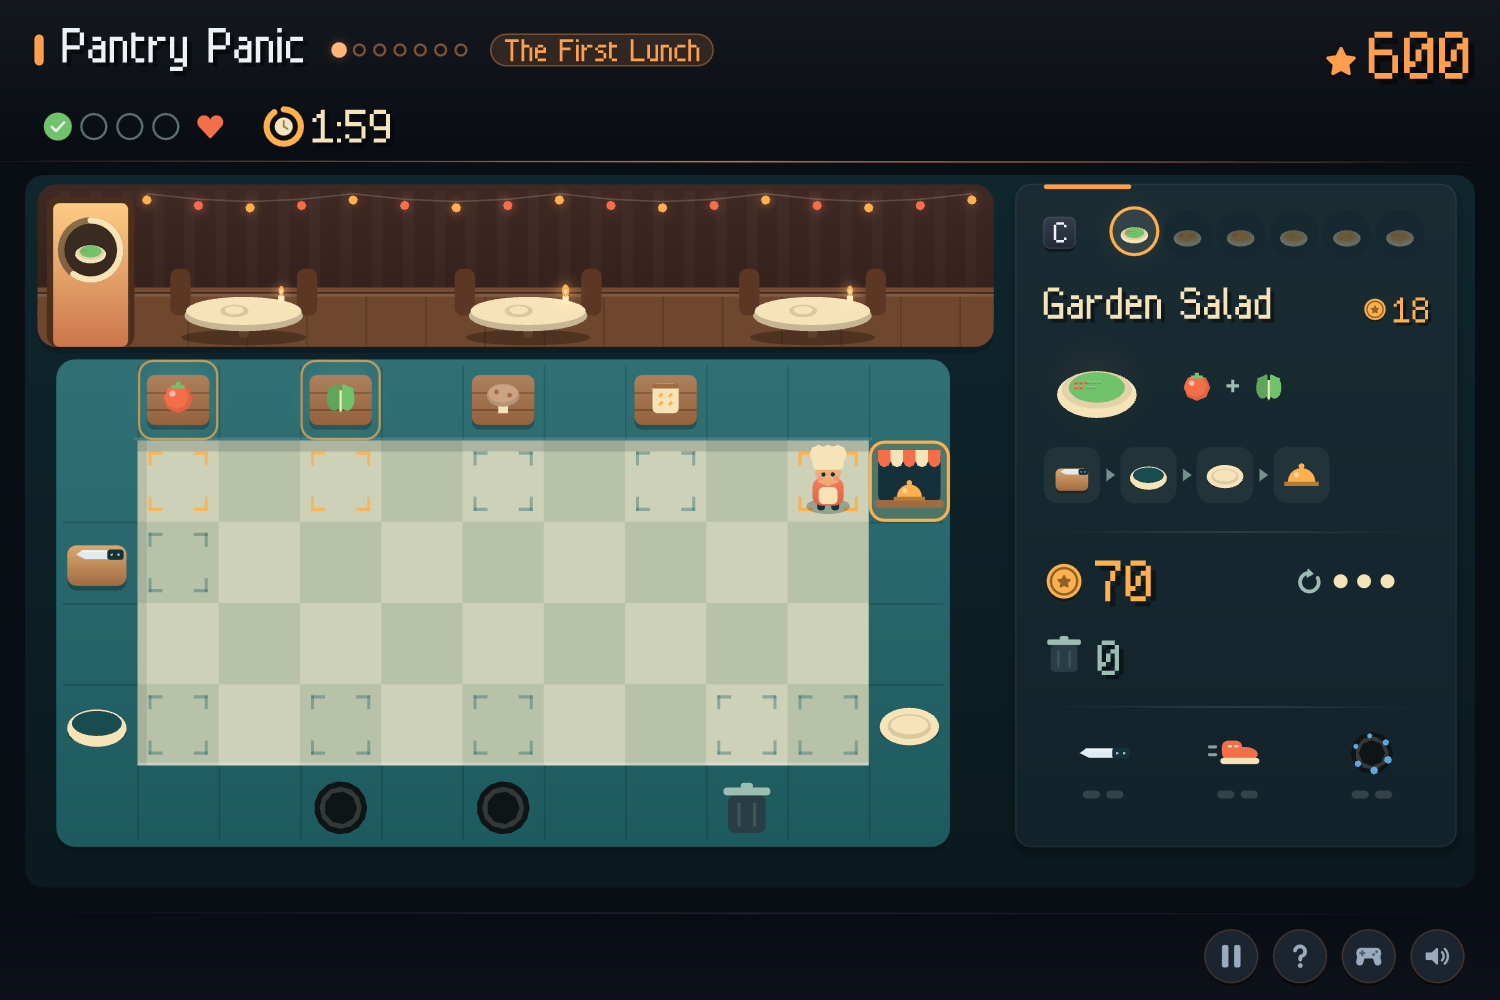 Pantry Panic
The First Lunch
600
1:59
C
Garden Salad
18
+
70
0
?